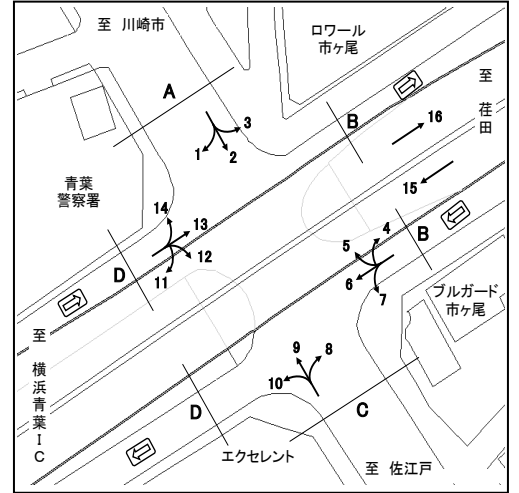 至 川崎市
ロワール
市ヶ尾
至 荏田
A
B
3
1
2
16
15
青葉
警察署
14
13
12
11
D
B
4
5
6
7
ブルガード
市ヶ尾
至 横浜青葉IC
9
8
10
D
C
エクセレント
至 佐江戸